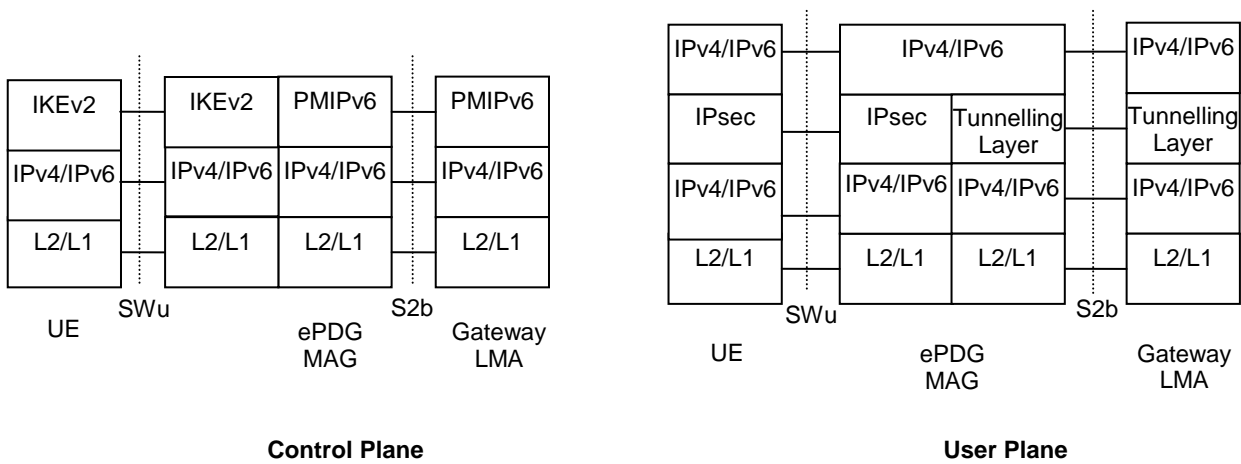 IKEv2
IKEv2
PMIPv6
PMIPv6
IPv4/IPv6
IPv4/IPv6
IPv4/IPv6
IPv4/IPv6
L2/L1
L2/L1
L2/L1
L2/L1
SWu
S2b
UE
ePDG
MAG
Gateway
LMA
Control Plane
IPv4/IPv6
IPv4/IPv6
IPv4/IPv6
IPsec
IPsec
Tunnelling
Layer
Tunnelling
Layer
IPv4/IPv6
IPv4/IPv6
IPv4/IPv6
IPv4/IPv6
L2/L1
L2/L1
L2/L1
L2/L1
SWu
S2b
UE
ePDG
MAG
Gateway
LMA
User Plane